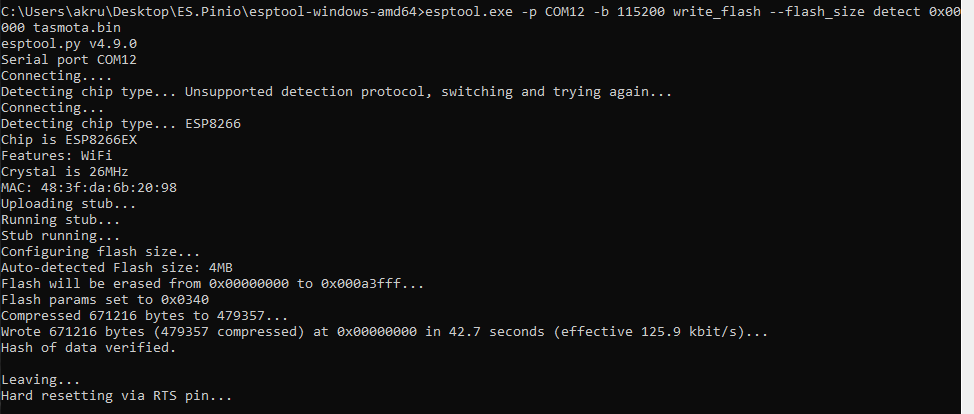 C:\Users\akru\Desktop\ES.Pinio\esptool-windows-amd64>esptool.exe -p COM12 -b 115200 write_flash --flash_size detect 0x00
000 tasmota.bin
esptool.py v4.9.0
Serial port COM12
Connecting....
Detecting chip type... Unsupported detection protocol, switching and trying again...
Connecting...
Detecting chip type... ESP8266
Chip is ESP8266EX
Features: WiFi
Crystal is 26MHz
MAC: 48:3f:da:6b:20:98
Uploading stub...
Running stub...
Stub running...
Configuring flash size...
Auto-detected Flash size: 4MB
Flash will be erased from 0x00000000 to 0x000a3fff...
Flash params set to 0x0340
Compressed 671216 bytes to 479357...
Wrote 671216 bytes (479357 compressed) at 0x00000000 in 42.7 seconds (effective 125.9 kbit/s)...
Hash of data verified.
Leaving...
Hard resetting via RTS pin...